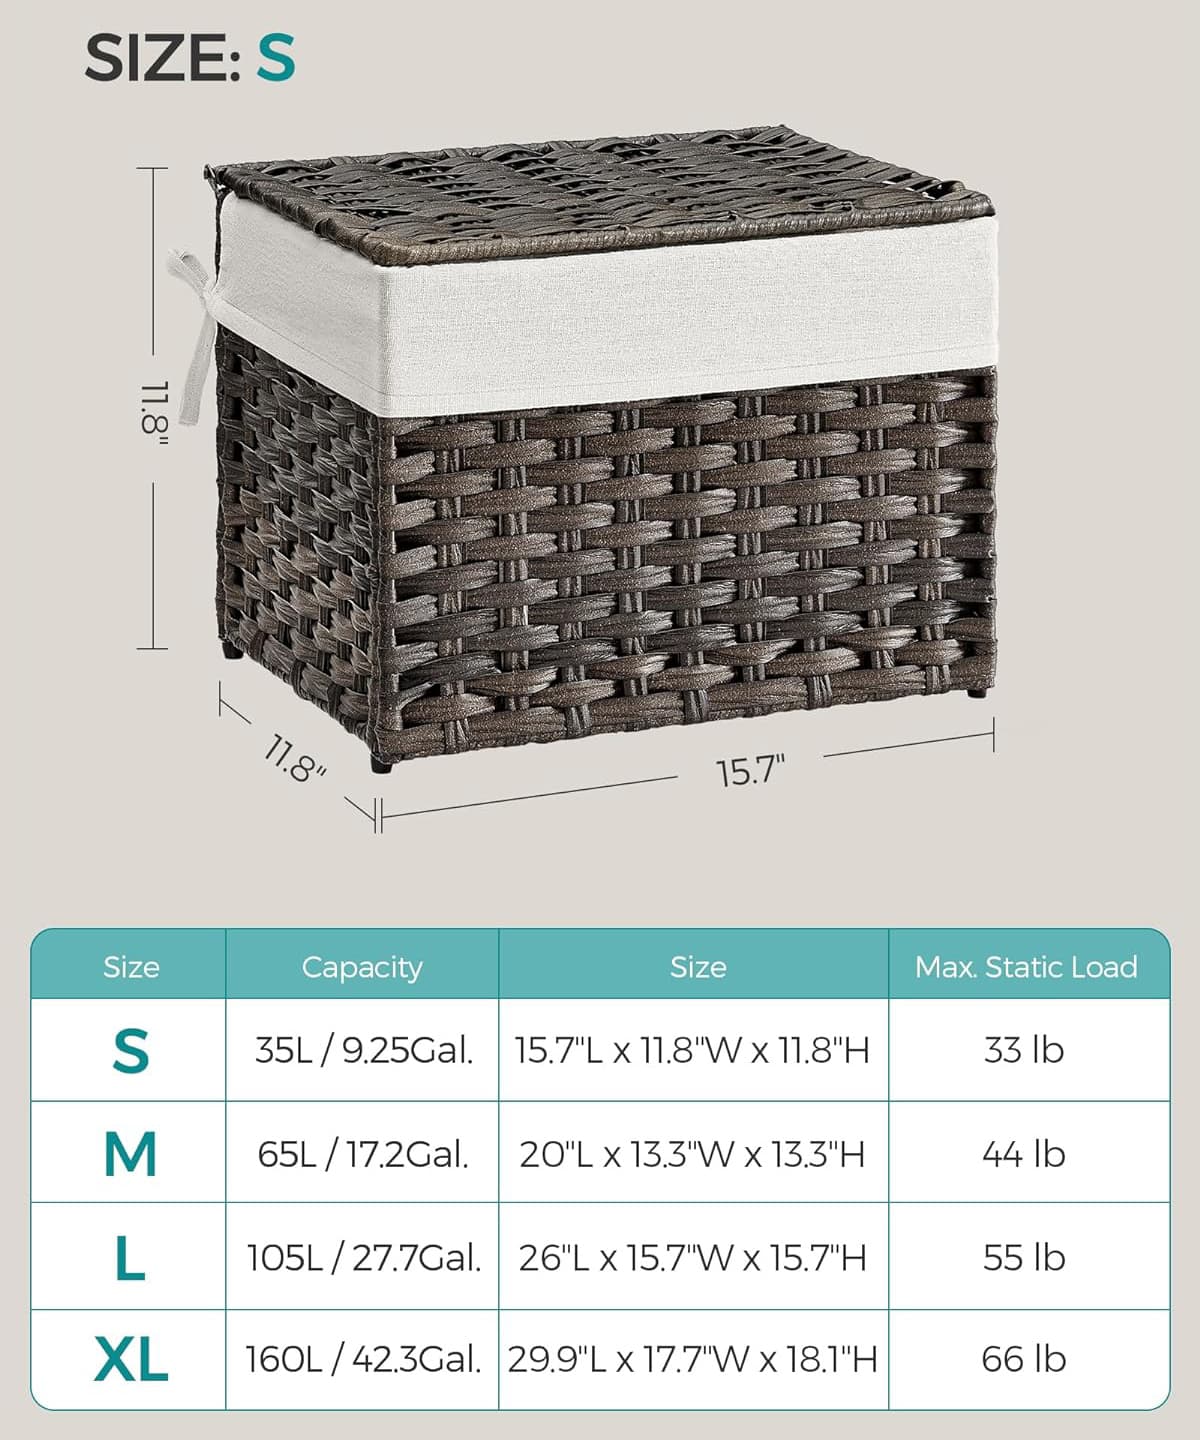 SIZE: S
11.8"
11.8"
15.7"
Size Capacity Size Max. Static Load
S 35L / 9.25Gal. 15.7"L x 11.8"W x 11.8"H 33 lb
M 65L / 17.2Gal. 20"L x 13.3"W x 13.3"H 44 lb
L 105L / 27.7Gal. 26"L x 15.7"W x 15.7"H 55 lb
XL 160L / 42.3Gal. 29.9"L x 17.7"W x 18.1"H 66 lb